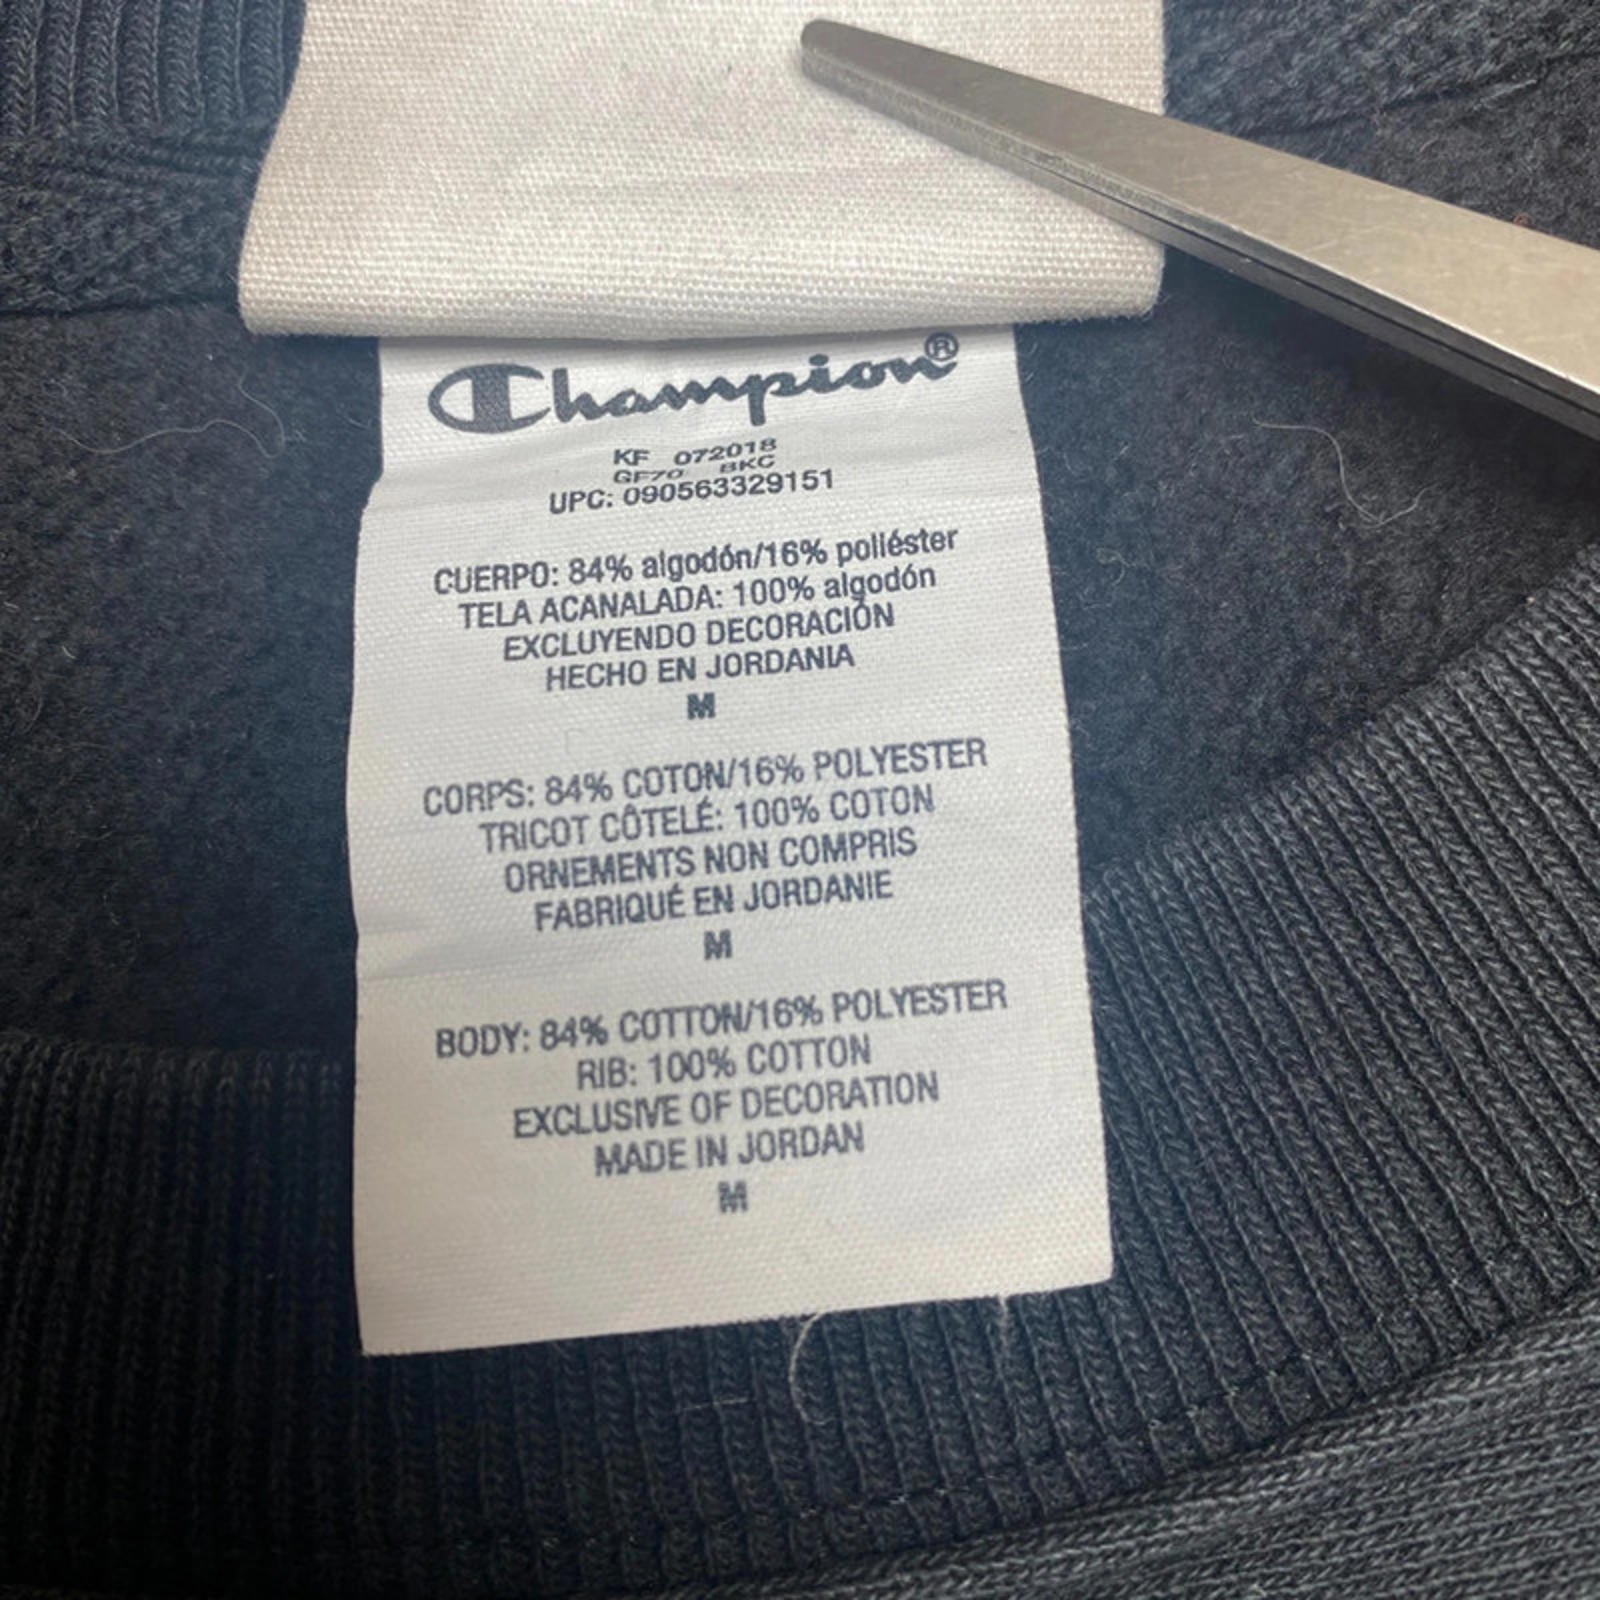 Champion®
KF 072018
GF70 8KC
UPC: 090563329151
CUERPO: 84% algodón/16% poliéster
TELA ACANALADA: 100% algodón
EXCLUYENDO DECORACIÓN
HECHO EN JORDANIA
M
CORPS: 84% COTON/16% POLYESTER
TRICOT CÔTELÉ: 100% COTON
ORNEMENTS NON COMPRIS
FABRIQUÉ EN JORDANIE
M
BODY: 84% COTTON/16% POLYESTER
RIB: 100% COTTON
EXCLUSIVE OF DECORATION
MADE IN JORDAN
M